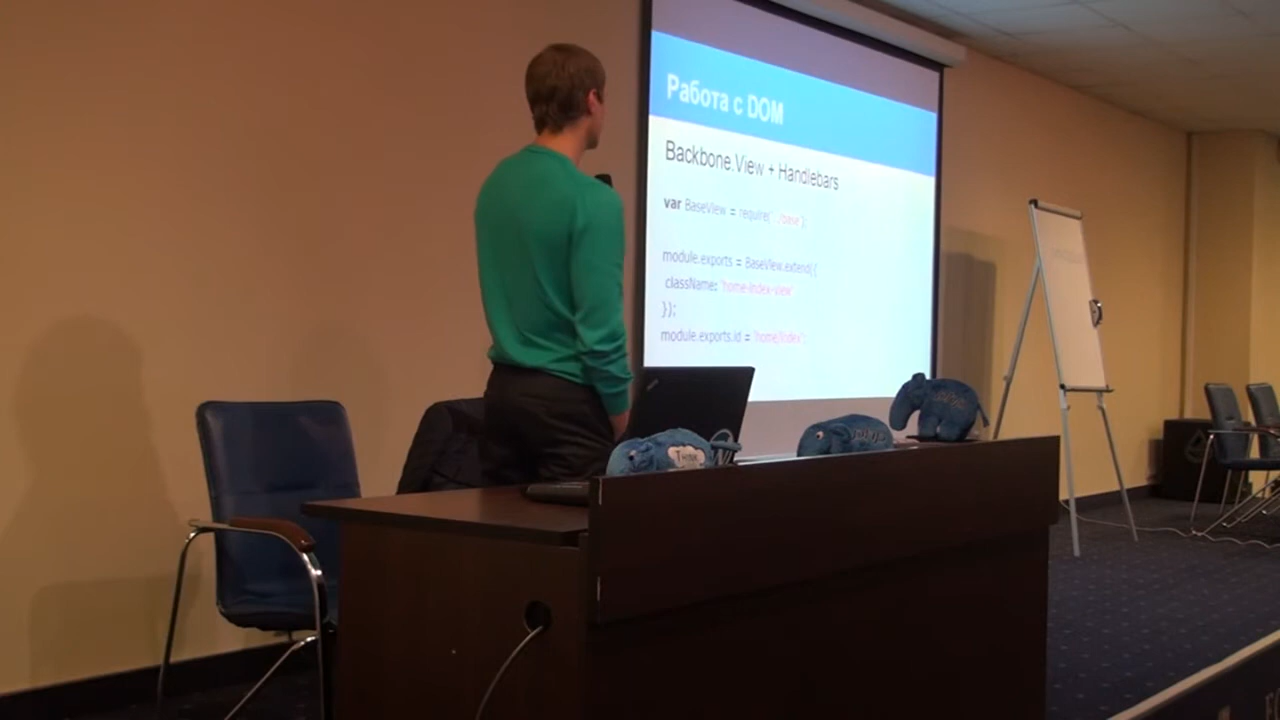 Работа с DOM
Backbone.View + Handlebars
var BaseView = require('./base');
module.exports = BaseView.extend({
className: 'home-index-view'
});
module.exports.id = 'home/index';
THINK